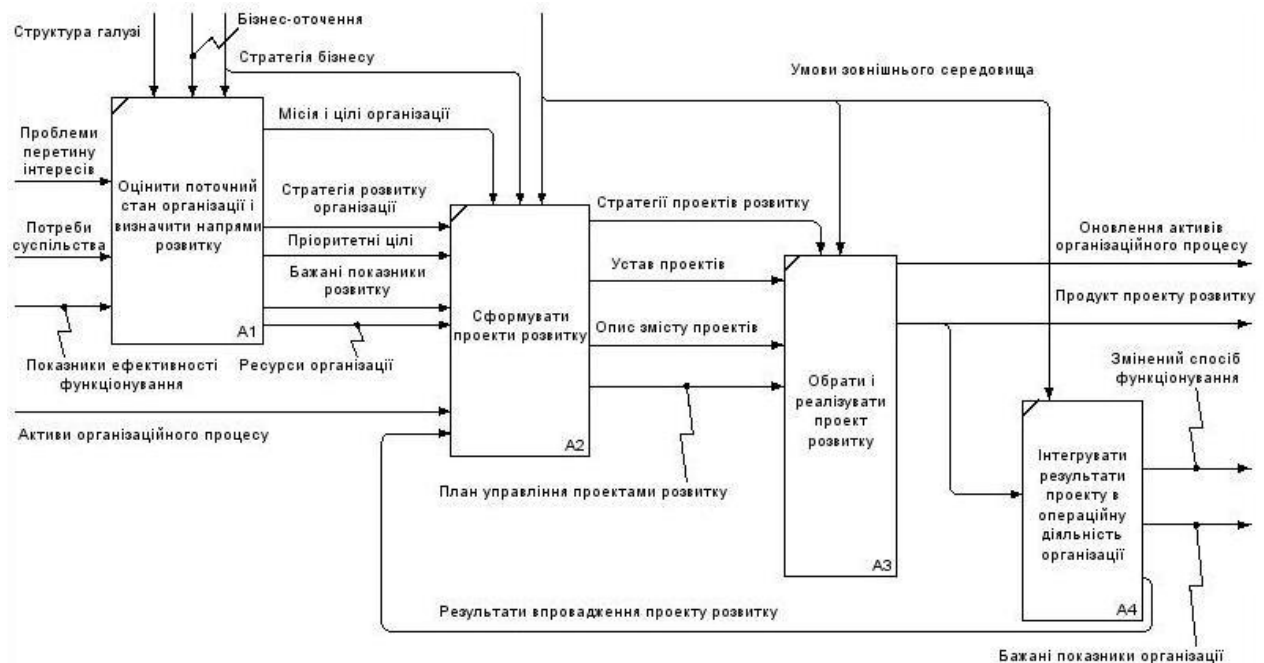 Бізнес-оточення
Структура галузі
Стратегія бізнесу
Умови зовнішнього середовища
Місія і цілі організації
Проблеми
перетину
інтересів
Оцінити поточний
стан організації і
визначити напрями
розвитку
A1
Стратегія розвитку
організації
Стратегії проектів розвитку
Потреби
суспільства
Пріоритетні цілі
Оновлення активів
організаційного процесу
Бажані показники
розвитку
Устав проектів
Продукт проекту розвитку
Сформувати
проекти розвитку
A2
Опис змісту проектів
Показники ефективності
функціонування
Ресурси організації
Змінений спосіб
функціонування
Обрати і
реалізувати
проект
розвитку
A3
Активи організаційного процесу
План управління проектами розвитку
Інтегрувати
результати
проекту в
операційну
діяльність
організації
A4
Результати впровадження проекту розвитку
Бажані показники організації